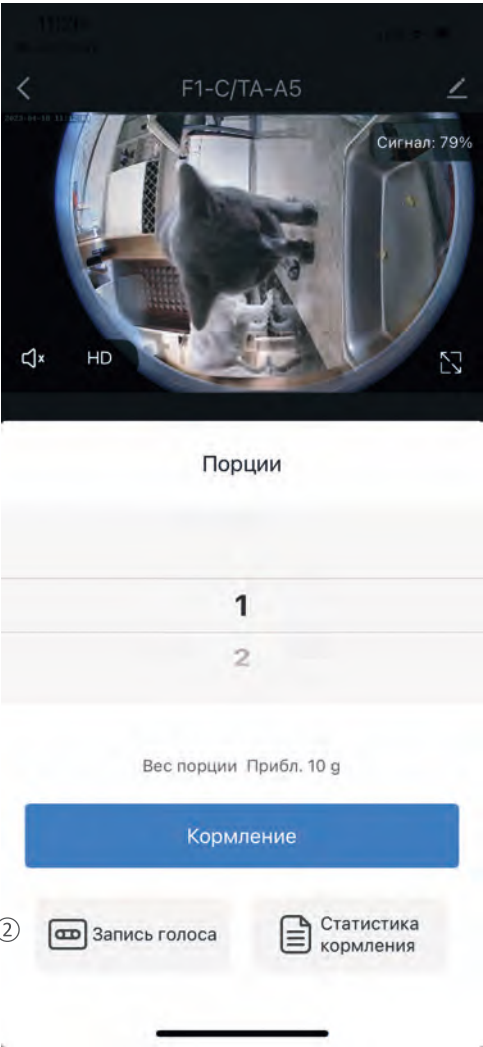 F1-C/TA-A5
Сигнал: 79%
HD
Порции
1
2
Вес порции Прибл. 10 g
Кормление
② Запись голоса
Статистика
кормления